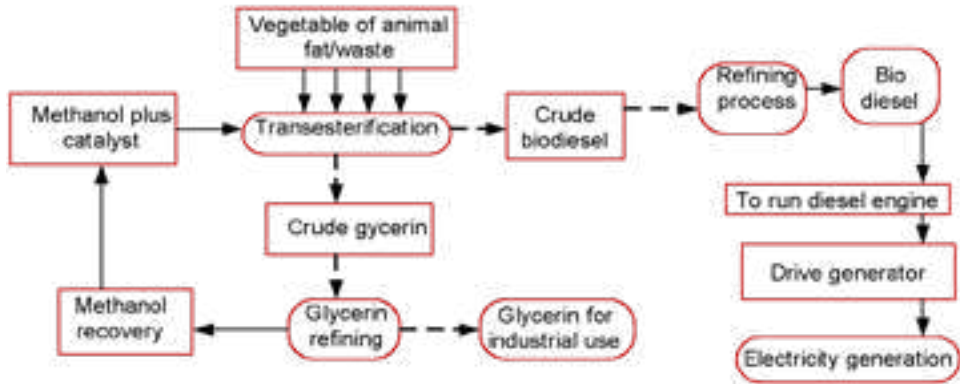 Vegetable of animal
fat/waste
Methanol plus
catalyst
Transesterification
Crude
biodiesel
Refining
process
Bio
diesel
To run diesel engine
Crude gycerin
Drive generator
Methanol
recovery
Glycerin
refining
Glycerin for
industrial use
Electricity generation